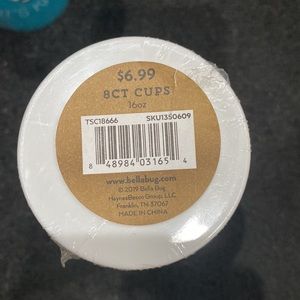 $6.99
8CT CUPS
16oz
TSC18666 SKU1350609
8 48984 03165 4
www.bellabug.com
© 2019 Bella Bug
HaynesBesco Group, LLC
Franklin, TN 37067
MADE IN CHINA